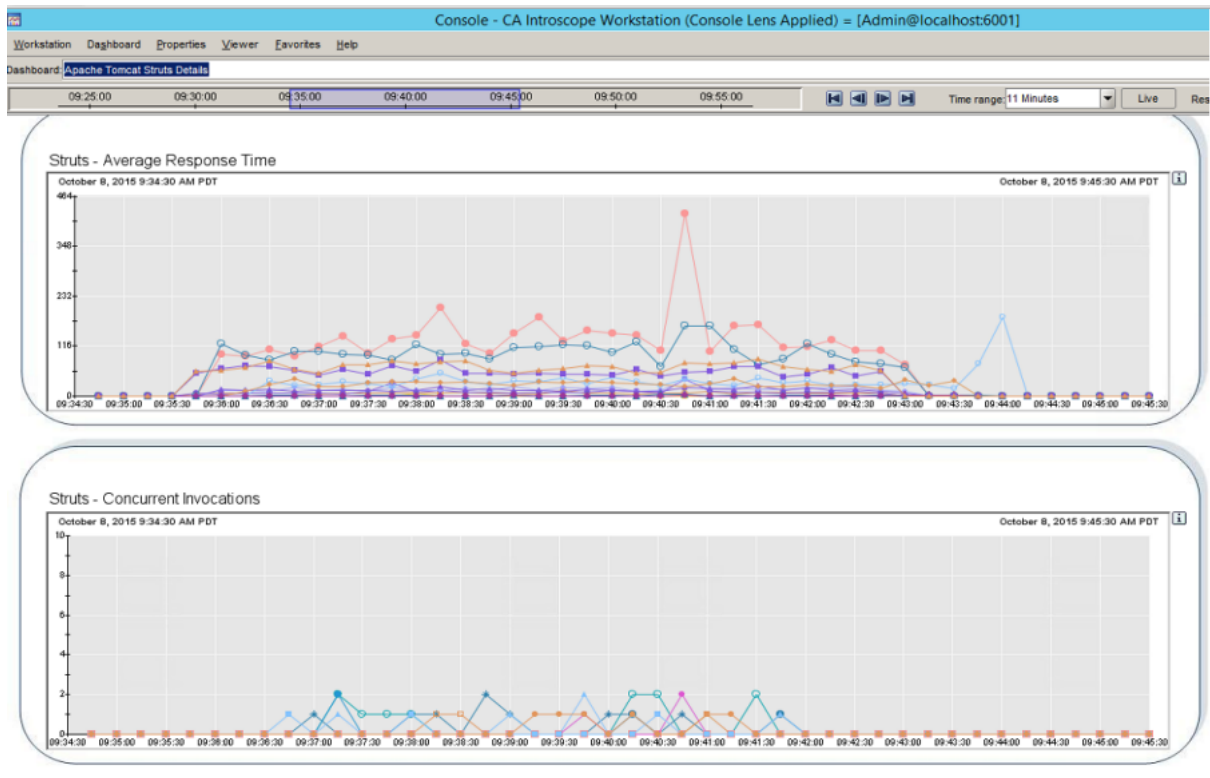 Console - CA Introscope Workstation (Console Lens Applied) = [Admin@localhost:6001]
Workstation Dashboard Properties Viewer Favorites Help
Dashboard: Apache Tomcat Struts Details
09:25:00 09:30:00 09:35:00 09:40:00 09:45:00 09:50:00 09:55:00 Time range: 11 Minutes Live Res
Struts - Average Response Time
October 8, 2015 9:34:30 AM PDT October 8, 2015 9:45:30 AM PDT i
464
348
232
116
0
09:34:30 09:35:00 09:35:30 09:36:00 09:36:30 09:37:00 09:37:30 09:38:00 09:38:30 09:39:00 09:39:30 09:40:00 09:40:30 09:41:00 09:41:30 09:42:00 09:42:30 09:43:00 09:43:30 09:44:00 09:44:30 09:45:00 09:45:30
Struts - Concurrent Invocations
October 8, 2015 9:34:30 AM PDT October 8, 2015 9:45:30 AM PDT i
10
8
6
4
2
0
09:34:30 09:35:00 09:35:30 09:36:00 09:36:30 09:37:00 09:37:30 09:38:00 09:38:30 09:39:00 09:39:30 09:40:00 09:40:30 09:41:00 09:41:30 09:42:00 09:42:30 09:43:00 09:43:30 09:44:00 09:44:30 09:45:00 09:45:30